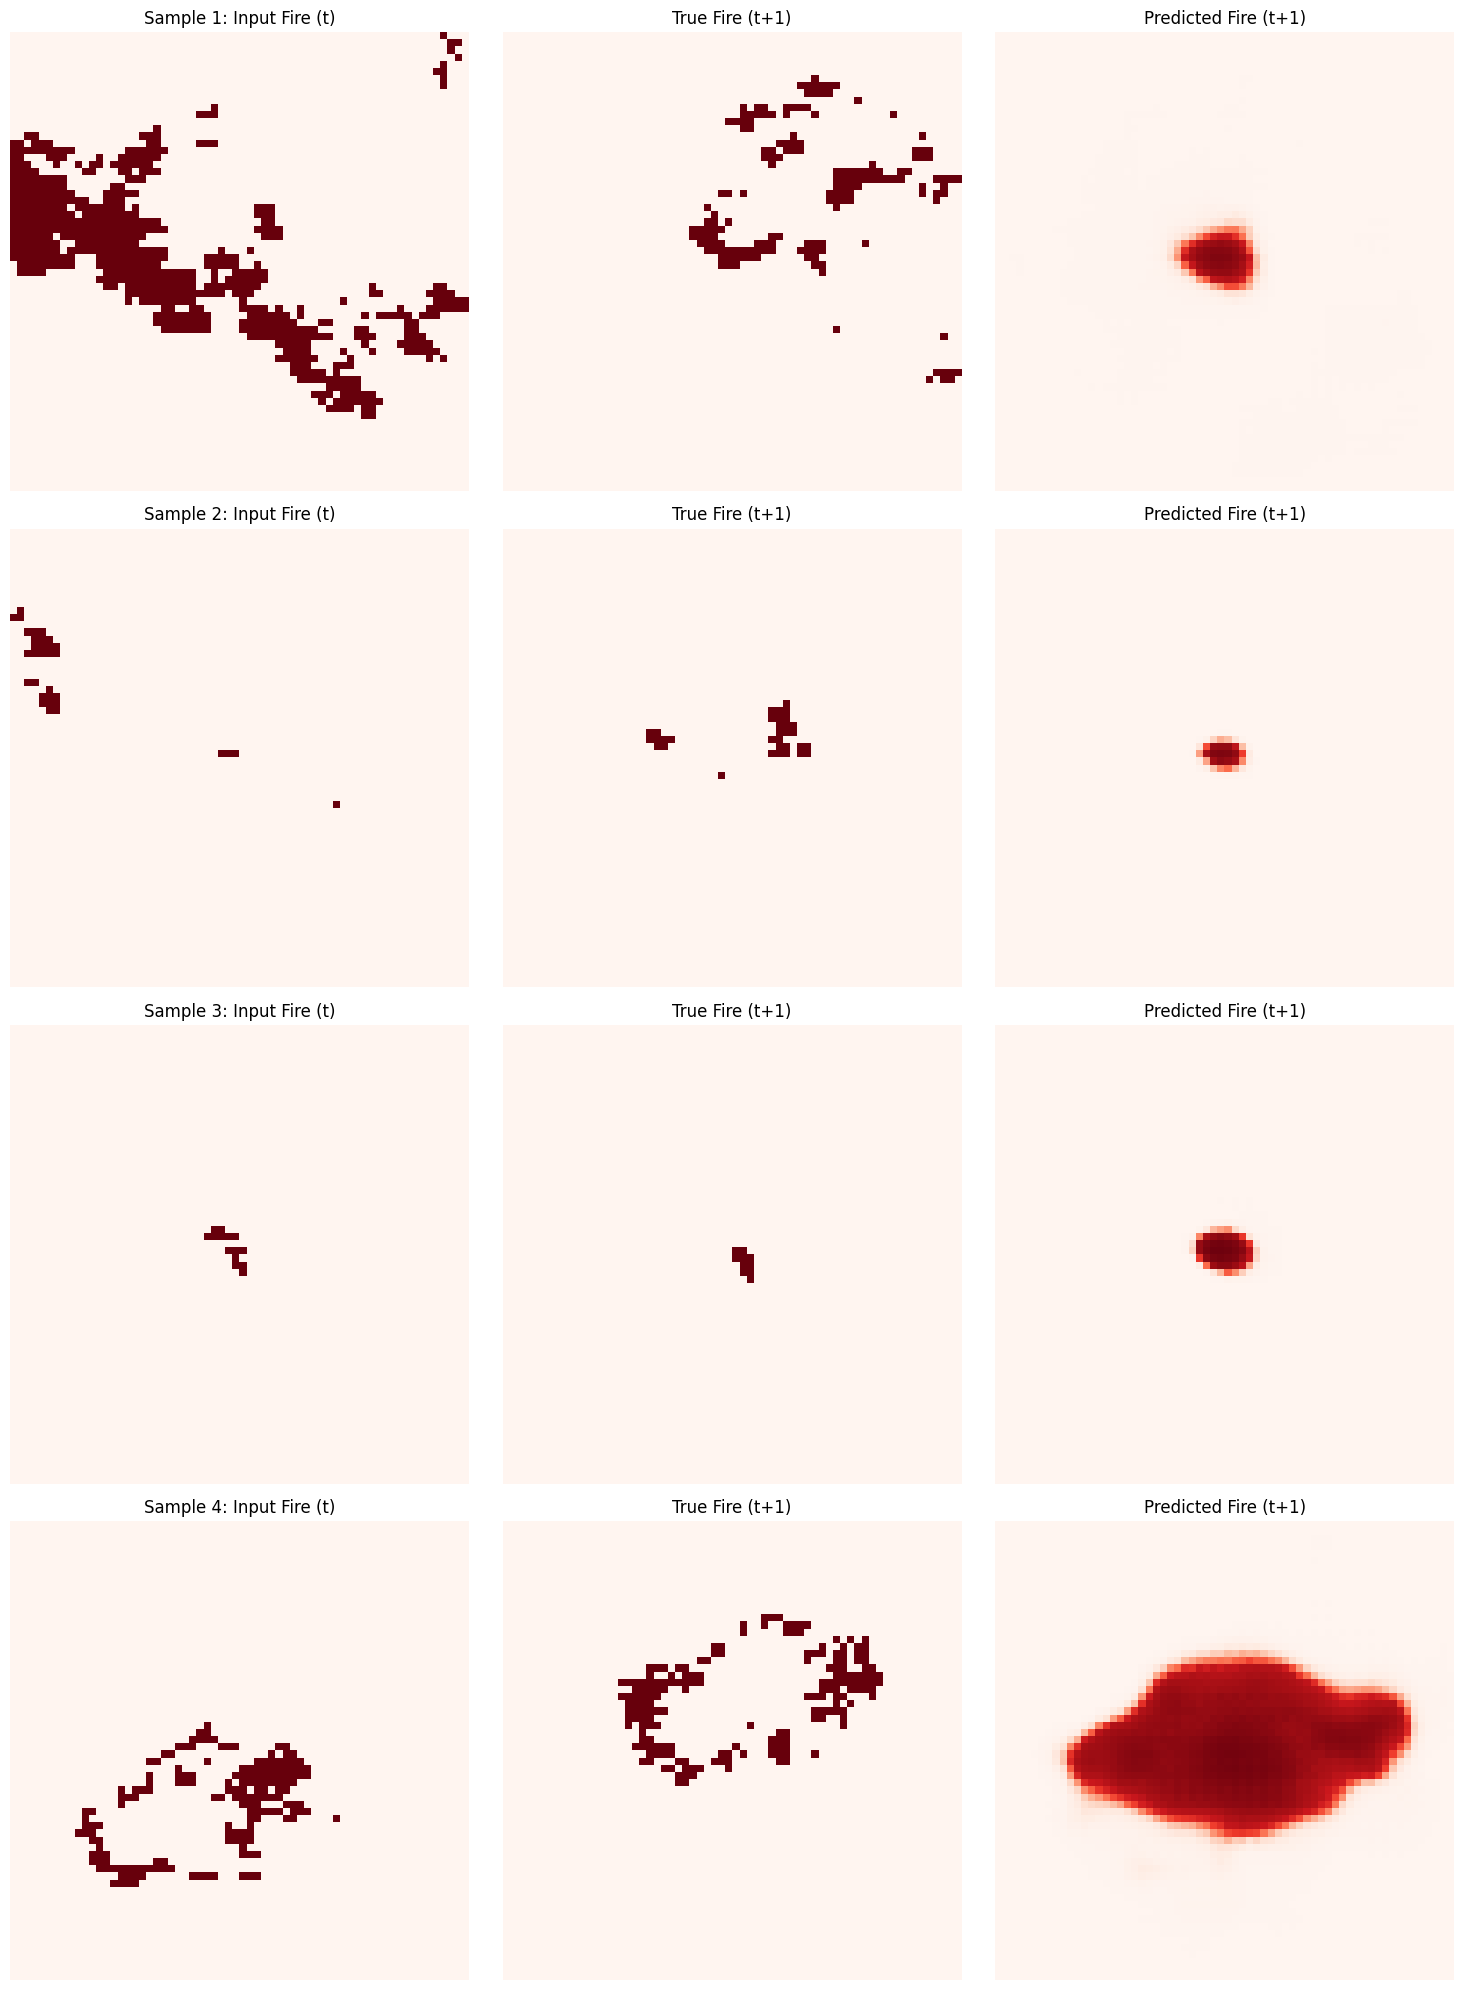 Sample 1: Input Fire (t)
True Fire (t+1)
Predicted Fire (t+1)
Sample 2: Input Fire (t)
True Fire (t+1)
Predicted Fire (t+1)
Sample 3: Input Fire (t)
True Fire (t+1)
Predicted Fire (t+1)
Sample 4: Input Fire (t)
True Fire (t+1)
Predicted Fire (t+1)